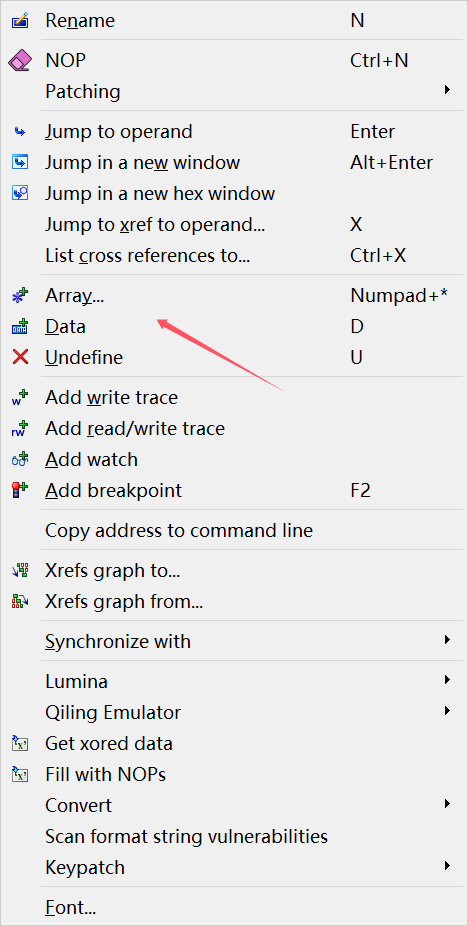 Rename N
NOP Ctrl+N
Patching
Jump to operand Enter
Jump in a new window Alt+Enter
Jump in a new hex window
Jump to xref to operand... X
List cross references to... Ctrl+X
Array... Numpad+*
Data D
Undefine U
Add write trace
Add read/write trace
Add watch
Add breakpoint F2
Copy address to command line
Xrefs graph to...
Xrefs graph from...
Synchronize with
Lumina
Qiling Emulator
Get xored data
Fill with NOPs
Convert
Scan format string vulnerabilities
Keypatch
Font...